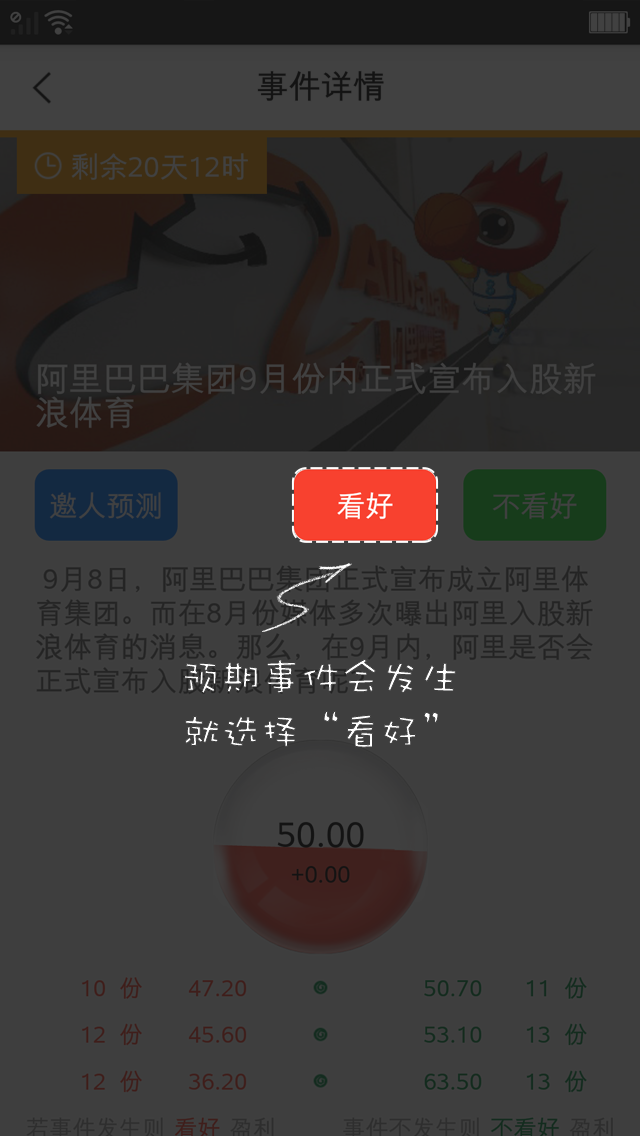 事件详情
剩余20天12时
Alibaba
阿里巴巴集团9月份内正式宣布入股新
浪体育
邀人预测
看好
不看好
9月8日，阿里巴巴集团正式宣布成立阿里体
育集团。而在8月份媒体多次曝出阿里入股新
浪体育的消息。那么，在9月内，阿里是否会
正式宣布入股新浪体育呢
预期事件会发生
就选择“看好”
50.00
+0.00
10 份 47.20 50.70 11 份
12 份 45.60 53.10 13 份
12 份 36.20 63.50 13 份
若事件发生则 看好 盈利 事件不发生则 不看好 盈利